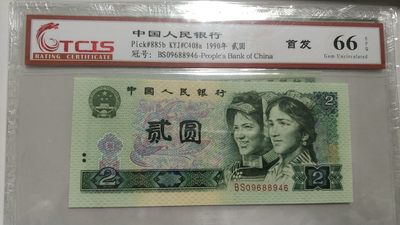 TCIS
RATING CERTIFICATE
中国人民银行
Pick#885b KYJ#C408a 1990年 贰圆
冠号: BS09688946-People's Bank of China
首发
66 EPQ
Gem Uncirculated
中国人民银行
贰圆
2
2
BS09688946
2